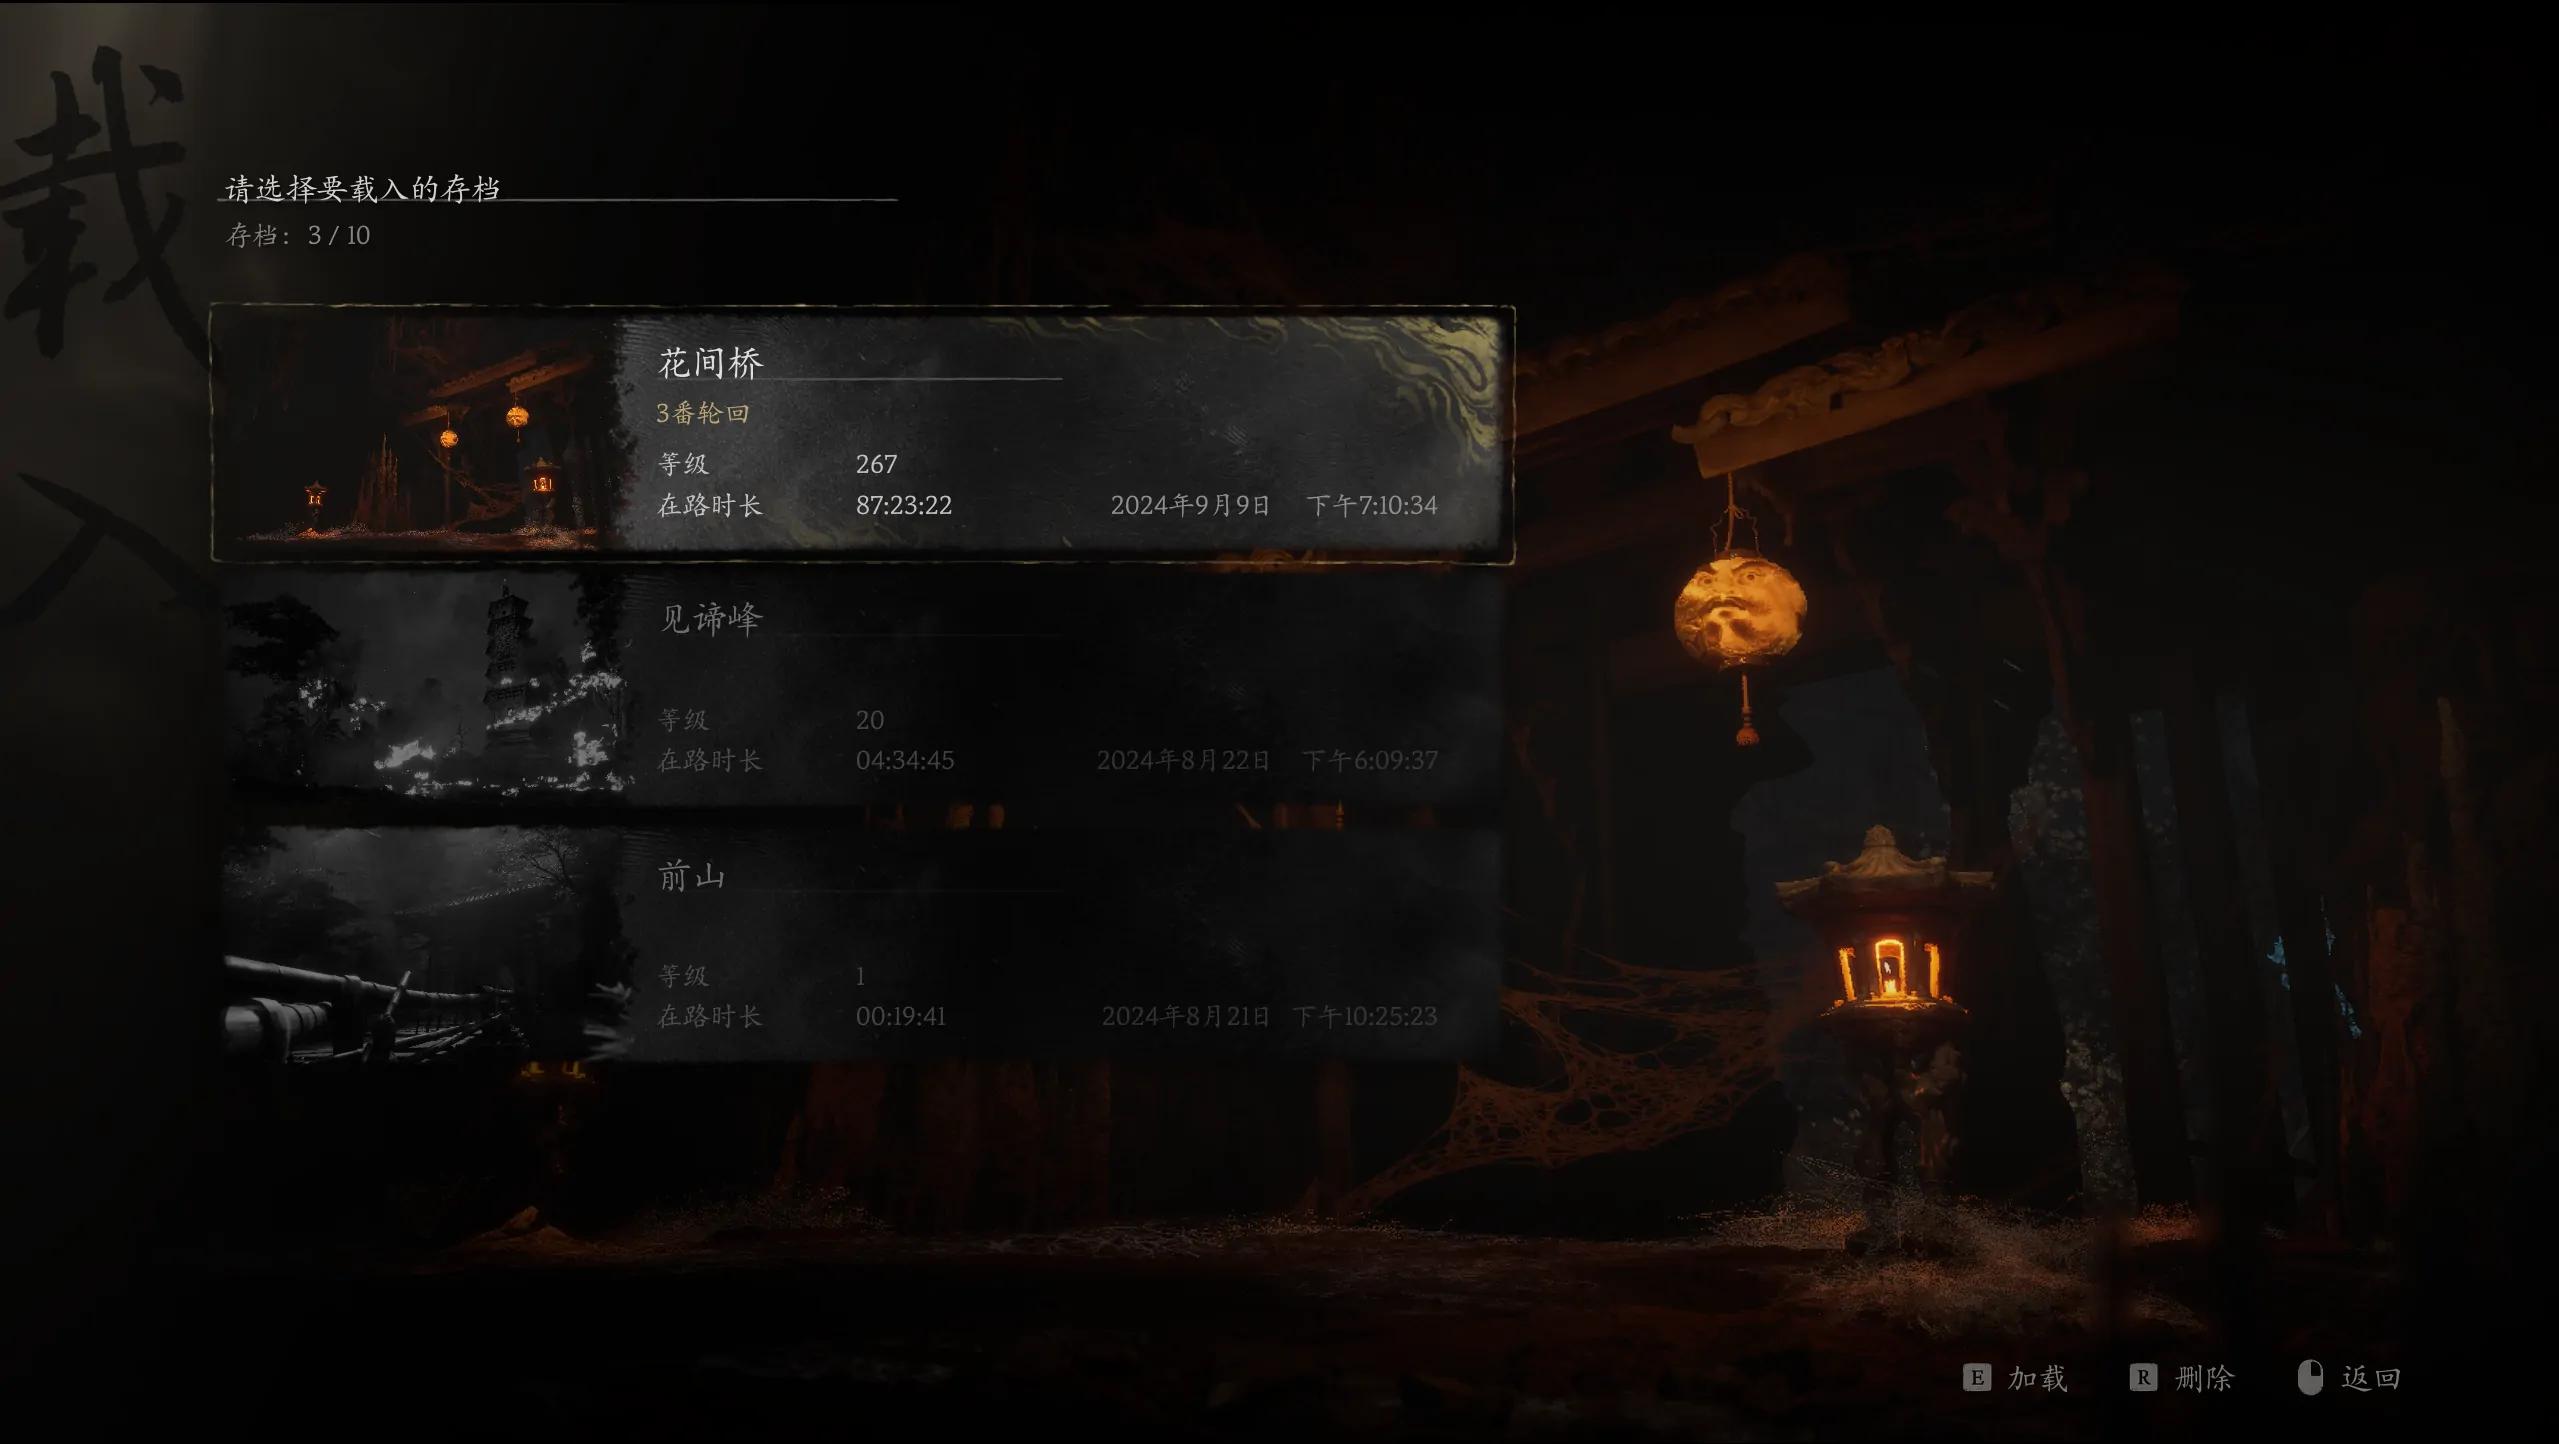 载入
请选择要载入的存档
存档：3 / 10
花间桥
3番轮回
等级 267
在路时长 87:23:22 2024年9月9日 下午7:10:34
见谛峰
等级 20
在路时长 04:34:45 2024年8月22日 下午6:09:37
前山
等级 1
在路时长 00:19:41 2024年8月21日 下午10:25:23
E 加载 R 删除 返回